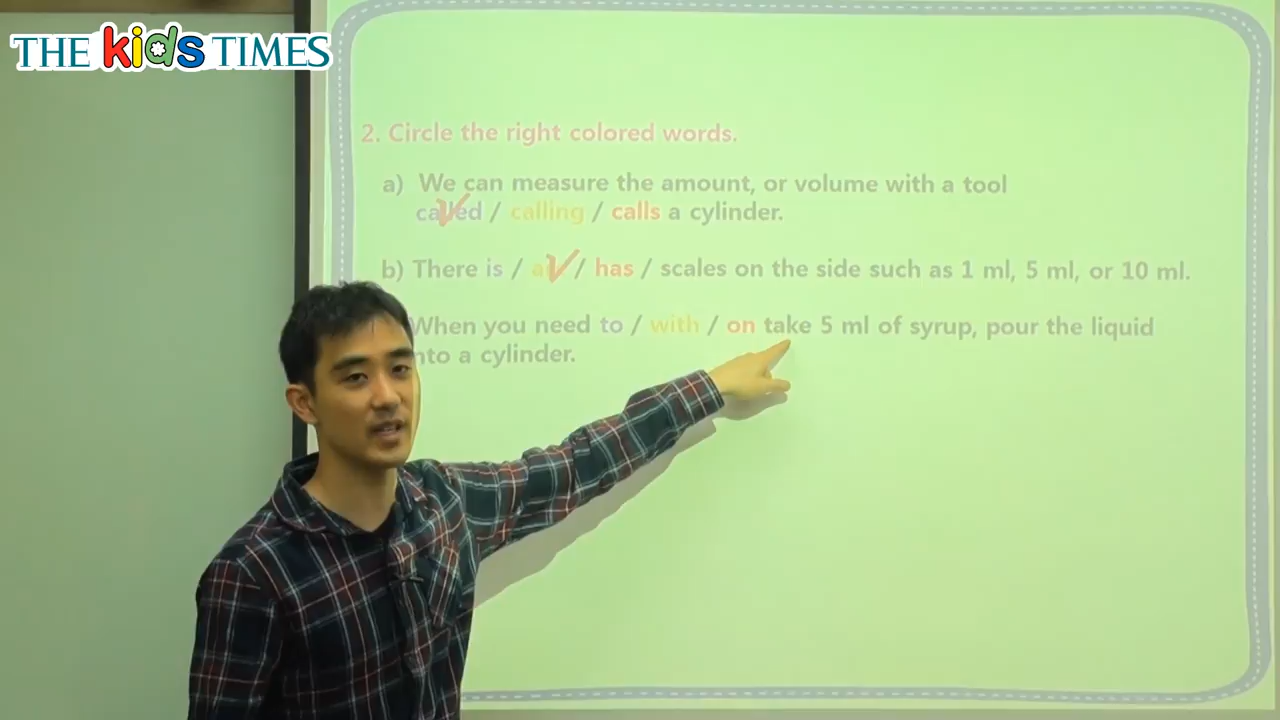 THE kids TIMES
2. Circle the right colored words.
a) We can measure the amount, or volume with a tool
called / calling / calls a cylinder.
b) There is / / has / scales on the side such as 1 ml, 5 ml, or 10 ml.
When you need to / with / on take 5 ml of syrup, pour the liquid
nto a cylinder.